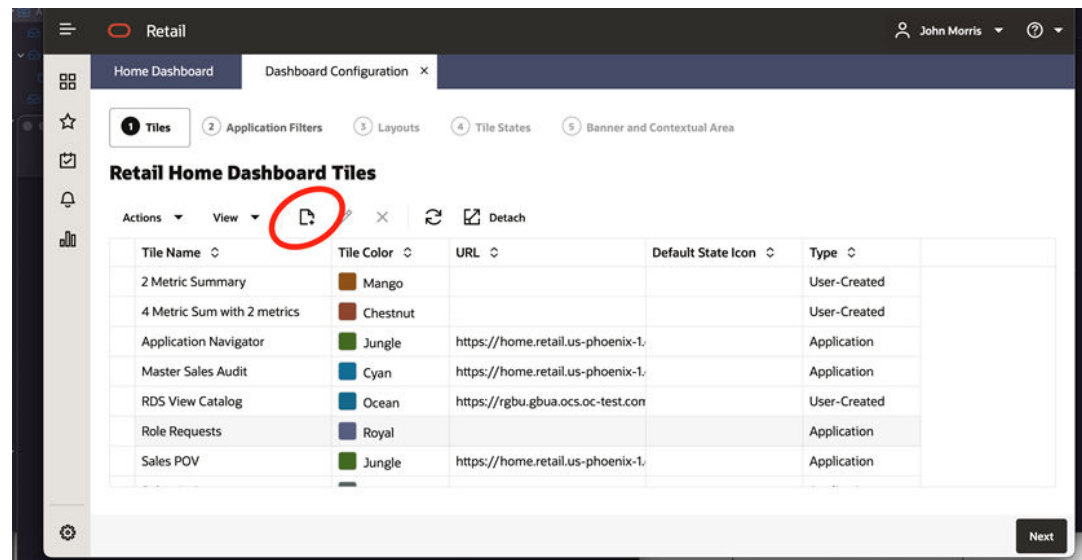 Retail
John Morris
Home Dashboard
Dashboard Configuration ×
1 Tiles
2 Application Filters
3 Layouts
4 Tile States
5 Banner and Contextual Area
Retail Home Dashboard Tiles
Actions View Detach
Tile Name Tile Color URL Default State Icon Type
2 Metric Summary Mango User-Created
4 Metric Sum with 2 metrics Chestnut User-Created
Application Navigator Jungle https://home.retail.us-phoenix-1. Application
Master Sales Audit Cyan https://home.retail.us-phoenix-1. Application
RDS View Catalog Ocean https://rgbu.gbua.ocs.oc-test.com User-Created
Role Requests Royal Application
Sales POV Jungle https://home.retail.us-phoenix-1. Application
Next